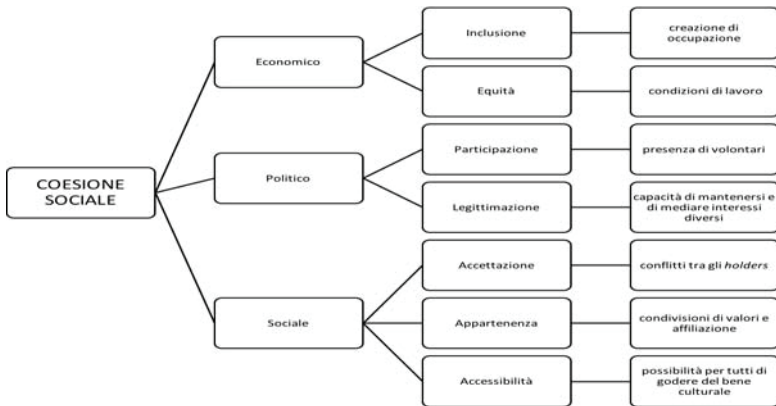 COESIONE
SOCIALE
Economico
Inclusione
creazione di
occupazione
Equità
condizioni di lavoro
Politico
Participazione
presenza di volontari
Legittimazione
capacità di mantenersi e
di mediare interessi
diversi
Sociale
Accettazione
conflitti tra gli holders
Appartenenza
condivisioni di valori e
affiliazione
Accessibilità
possibilità per tutti di
godere del bene
culturale